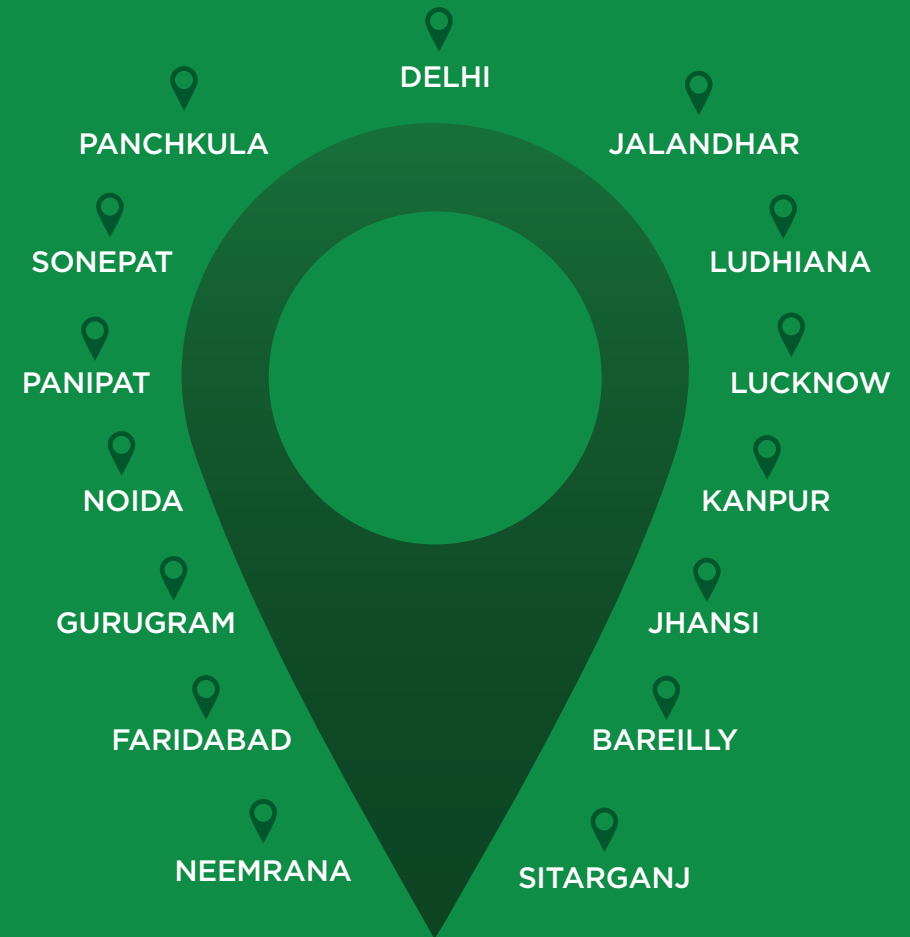 DELHI
PANCHKULA
JALANDHAR
SONEPAT
LUDHIANA
PANIPAT
LUCKNOW
NOIDA
KANPUR
GURUGRAM
JHANSI
FARIDABAD
BAREILLY
NEEMRANA
SITARGANJ